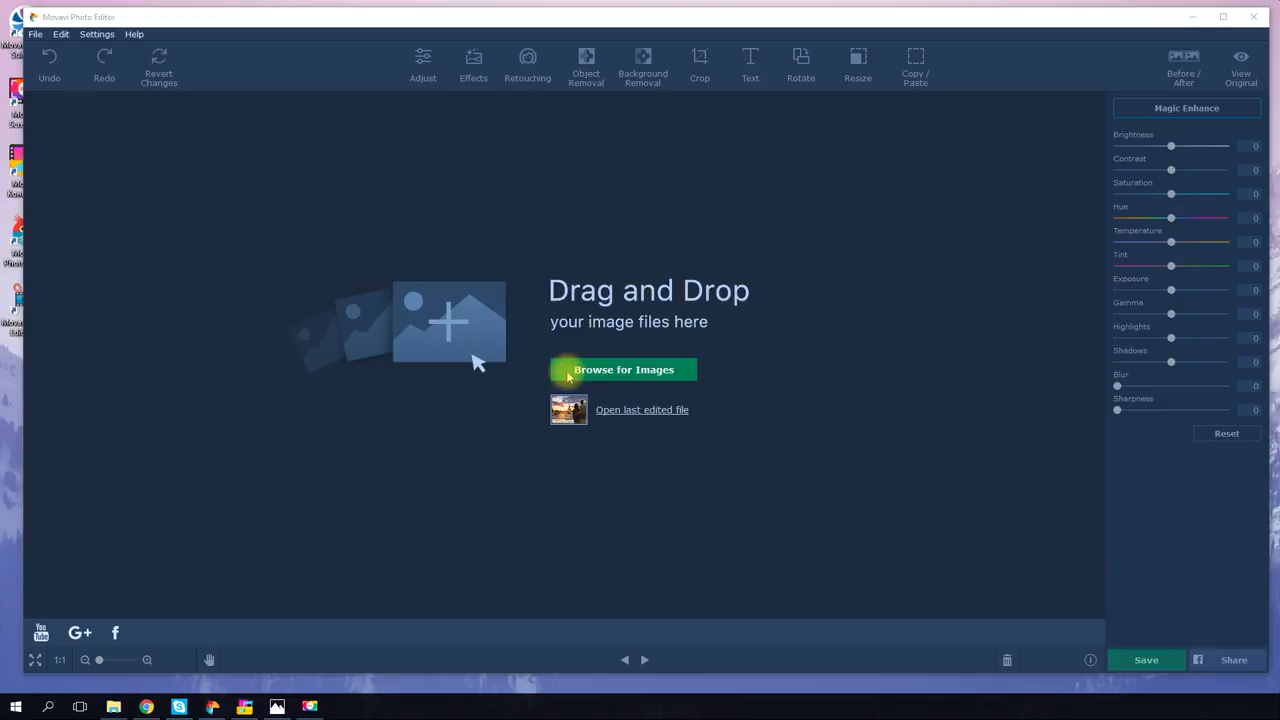 Movavi Photo Editor
File Edit Settings Help
Undo
Redo
Revert
Changes
Adjust
Effects
Retouching
Object
Removal
Background
Removal
Crop
Text
Rotate
Resize
Copy /
Paste
Before /
After
View
Original
Magic Enhance
Brightness
0
Contrast
0
Saturation
0
Hue
0
Temperature
0
Tint
0
Exposure
0
Gamma
0
Highlights
0
Shadows
0
Blur
0
Sharpness
0
Reset
Drag and Drop
your image files here
Browse for Images
Open last edited file
You
Tube
G+
f
1:1
Save
Share